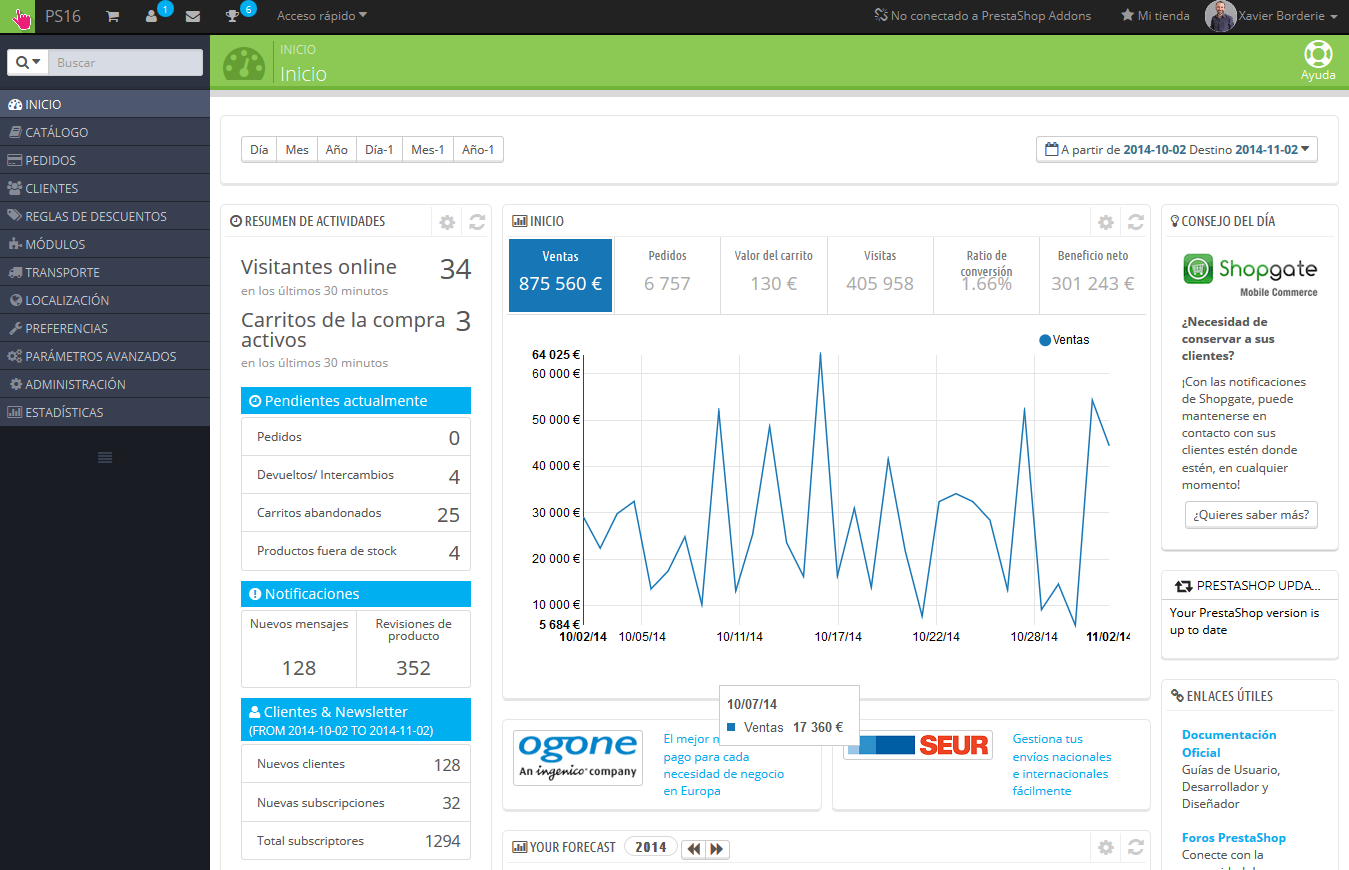 PS16
1
6
Acceso rápido
No conectado a PrestaShop Addons
Mi tienda
Xavier Borderie
Buscar
INICIO
CATÁLOGO
PEDIDOS
CLIENTES
REGLAS DE DESCUENTOS
MÓDULOS
TRANSPORTE
LOCALIZACIÓN
PREFERENCIAS
PARÁMETROS AVANZADOS
ADMINISTRACIÓN
ESTADÍSTICAS
INICIO
Inicio
Ayuda
Día Mes Año Día-1 Mes-1 Año-1
A partir de 2014-10-02 Destino 2014-11-02
RESUMEN DE ACTIVIDADES
Visitantes online 34
en los últimos 30 minutos
Carritos de la compra 3
activos
en los últimos 30 minutos
Pendientes actualmente
Pedidos 0
Devueltos/ Intercambios 4
Carritos abandonados 25
Productos fuera de stock 4
Notificaciones
Nuevos mensajes
128
Revisiones de
producto
352
Clientes & Newsletter
(FROM 2014-10-02 TO 2014-11-02)
Nuevos clientes 128
Nuevas subscripciones 32
Total subscriptores 1294
INICIO
Ventas
875 560 €
Pedidos
6 757
Valor del carrito
130 €
Visitas
405 958
Ratio de
conversión
1.66%
Beneficio neto
301 243 €
Ventas
64 025 €
60 000 €
50 000 €
40 000 €
30 000 €
20 000 €
10 000 €
5 684 €
10/02/14 10/05/14 10/11/14 10/17/14 10/22/14 10/28/14 11/02/1
10/07/14
Ventas 17 360 €
ogone
An ingenico company
El mejor
pago para cada
necesidad de negocio
en Europa
SEUR
Gestiona tus
envíos nacionales
e internacionales
fácilmente
YOUR FORECAST 2014
CONSEJO DEL DÍA
Shopgate
Mobile Commerce
¿Necesidad de
conservar a sus
clientes?
¡Con las notificaciones
de Shopgate, puede
mantenerse en
contacto con sus
clientes estén donde
estén, en cualquier
momento!
¿Quieres saber más?
PRESTASHOP UPDA...
Your PrestaShop version is
up to date
ENLACES ÚTILES
Documentación
Oficial
Guías de Usuario,
Desarrollador y
Diseñador
Foros PrestaShop
Conecte con la